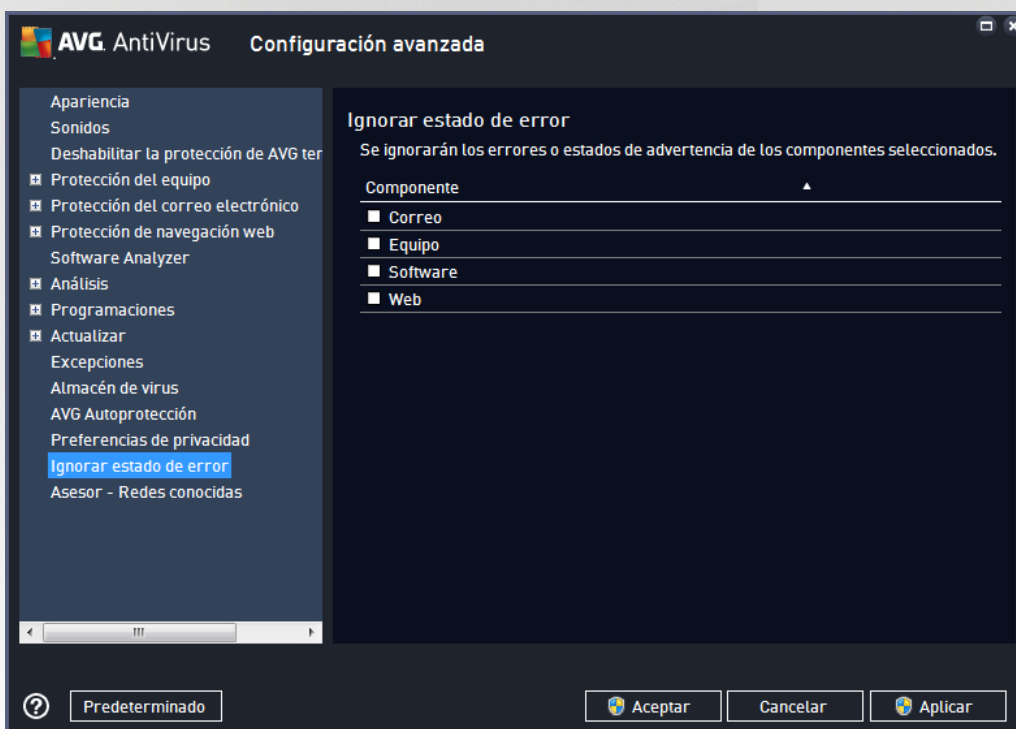 AVG. AntiVirus
Configuración avanzada
Apariencia
Sonidos
Deshabilitar la protección de AVG ter
Protección del equipo
Protección del correo electrónico
Protección de navegación web
Software Analyzer
Análisis
Programaciones
Actualizar
Excepciones
Almacén de virus
AVG Autoprotección
Preferencias de privacidad
Ignorar estado de error
Asesor - Redes conocidas
Ignorar estado de error
Se ignorarán los errores o estados de advertencia de los componentes seleccionados.
Componente
Correo
Equipo
Software
Web
Predeterminado
Aceptar
Cancelar
Aplicar